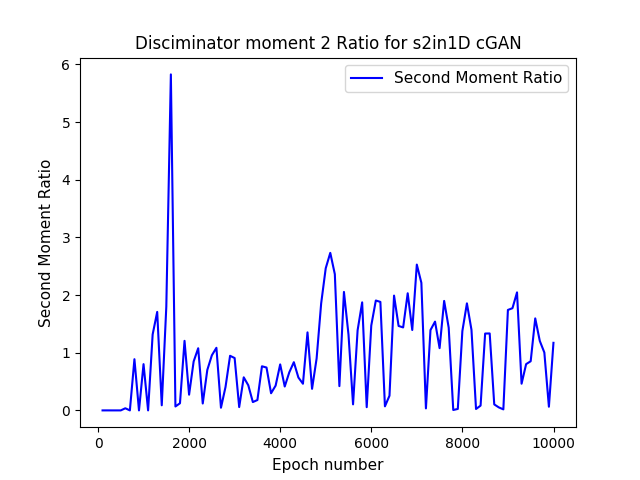 Disciminator moment 2 Ratio for s2in1D cGAN
Second Moment Ratio
6
5
4
3
2
1
0
Second Moment Ratio
0 2000 4000 6000 8000 10000
Epoch number